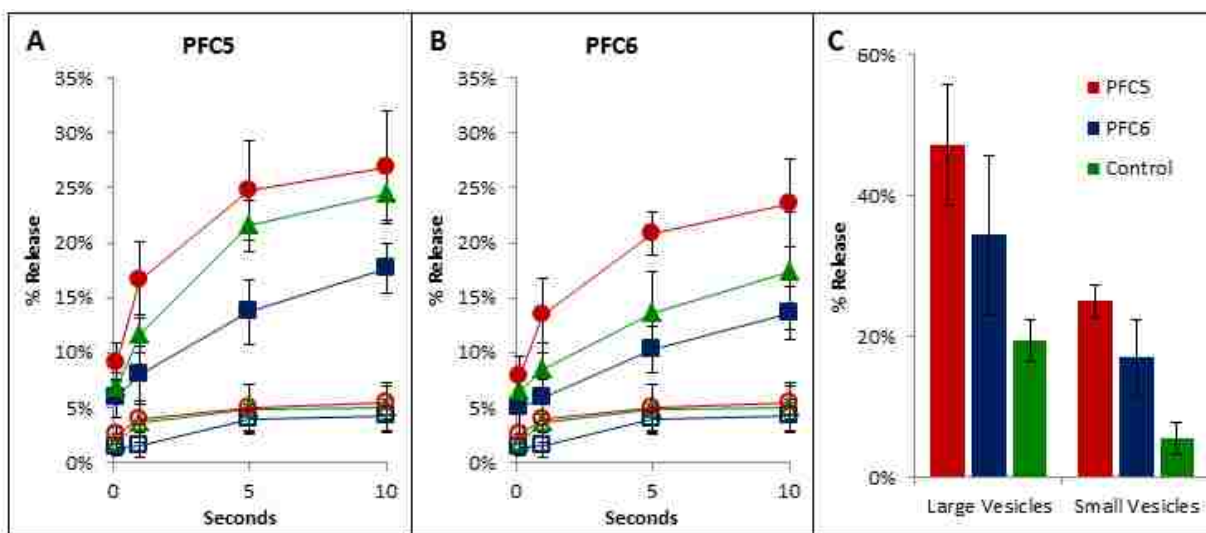 A
PFC5
35%
30%
25%
20%
15%
10%
5%
0%
% Release
0
5
10
Seconds
B
PFC6
35%
30%
25%
20%
15%
10%
5%
0%
% Release
0
5
10
Seconds
C
60%
40%
20%
0%
% Release
PFC5
PFC6
Control
Large Vesicles
Small Vesicles